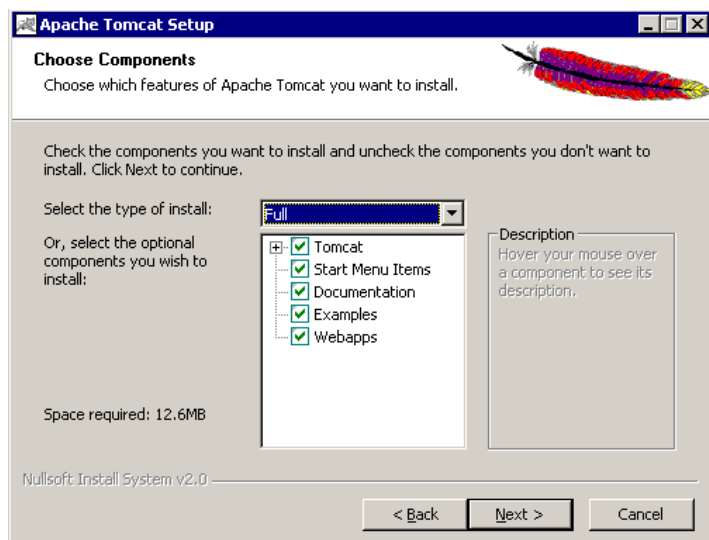 Apache Tomcat Setup
Choose Components
Choose which features of Apache Tomcat you want to install.
Check the components you want to install and uncheck the components you don't want to
install. Click Next to continue.
Select the type of install:
Full
Or, select the optional
components you wish to
install:
Tomcat
Start Menu Items
Documentation
Examples
Webapps
Description
Hover your mouse over
a component to see its
description.
Space required: 12.6MB
Nullsoft Install System v2.0
< Back
Next >
Cancel